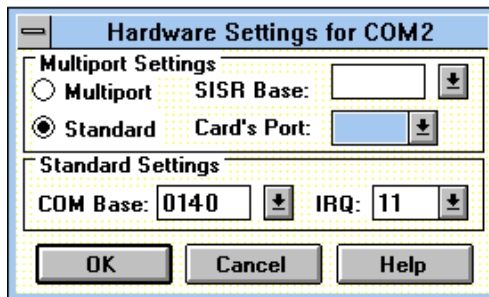 Hardware Settings for COM2
Multiport Settings
Multiport SISR Base:
Standard Card's Port:
Standard Settings
COM Base: 0140 IRQ: 11
OK Cancel Help